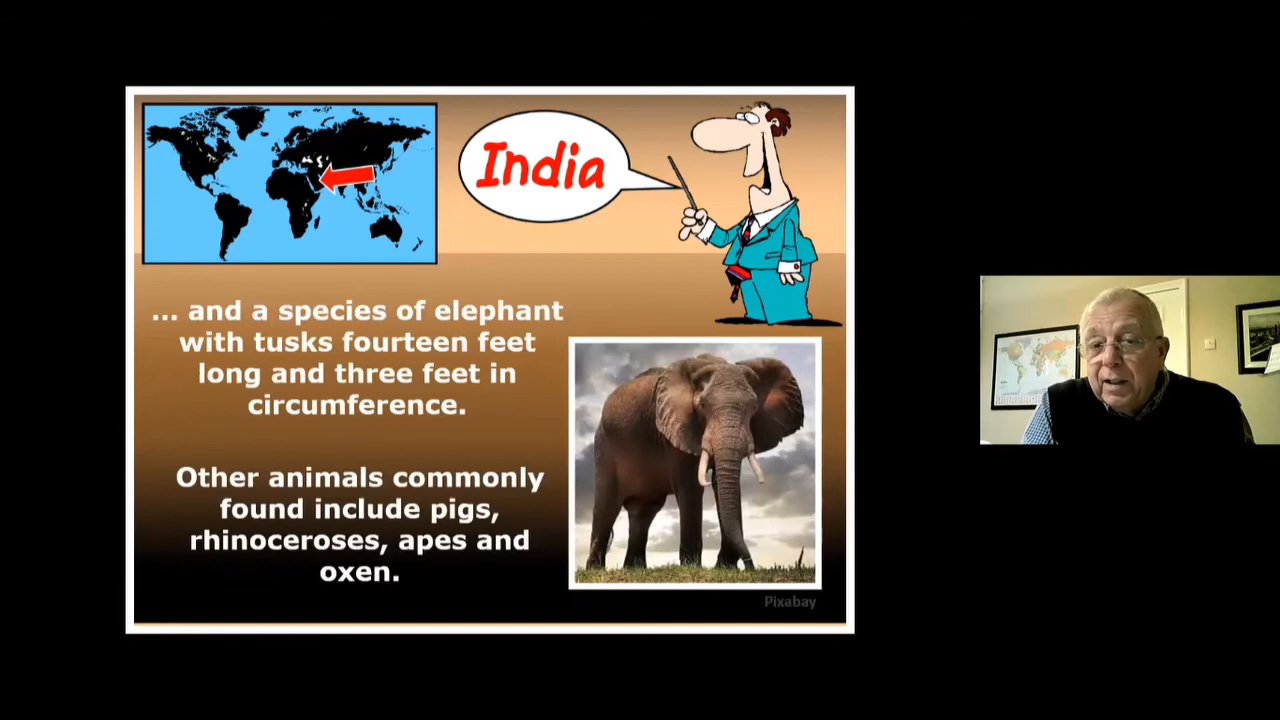 India
... and a species of elephant
with tusks fourteen feet
long and three feet in
circumference.
Other animals commonly
found include pigs,
rhinoceroses, apes and
oxen.
Pixabay